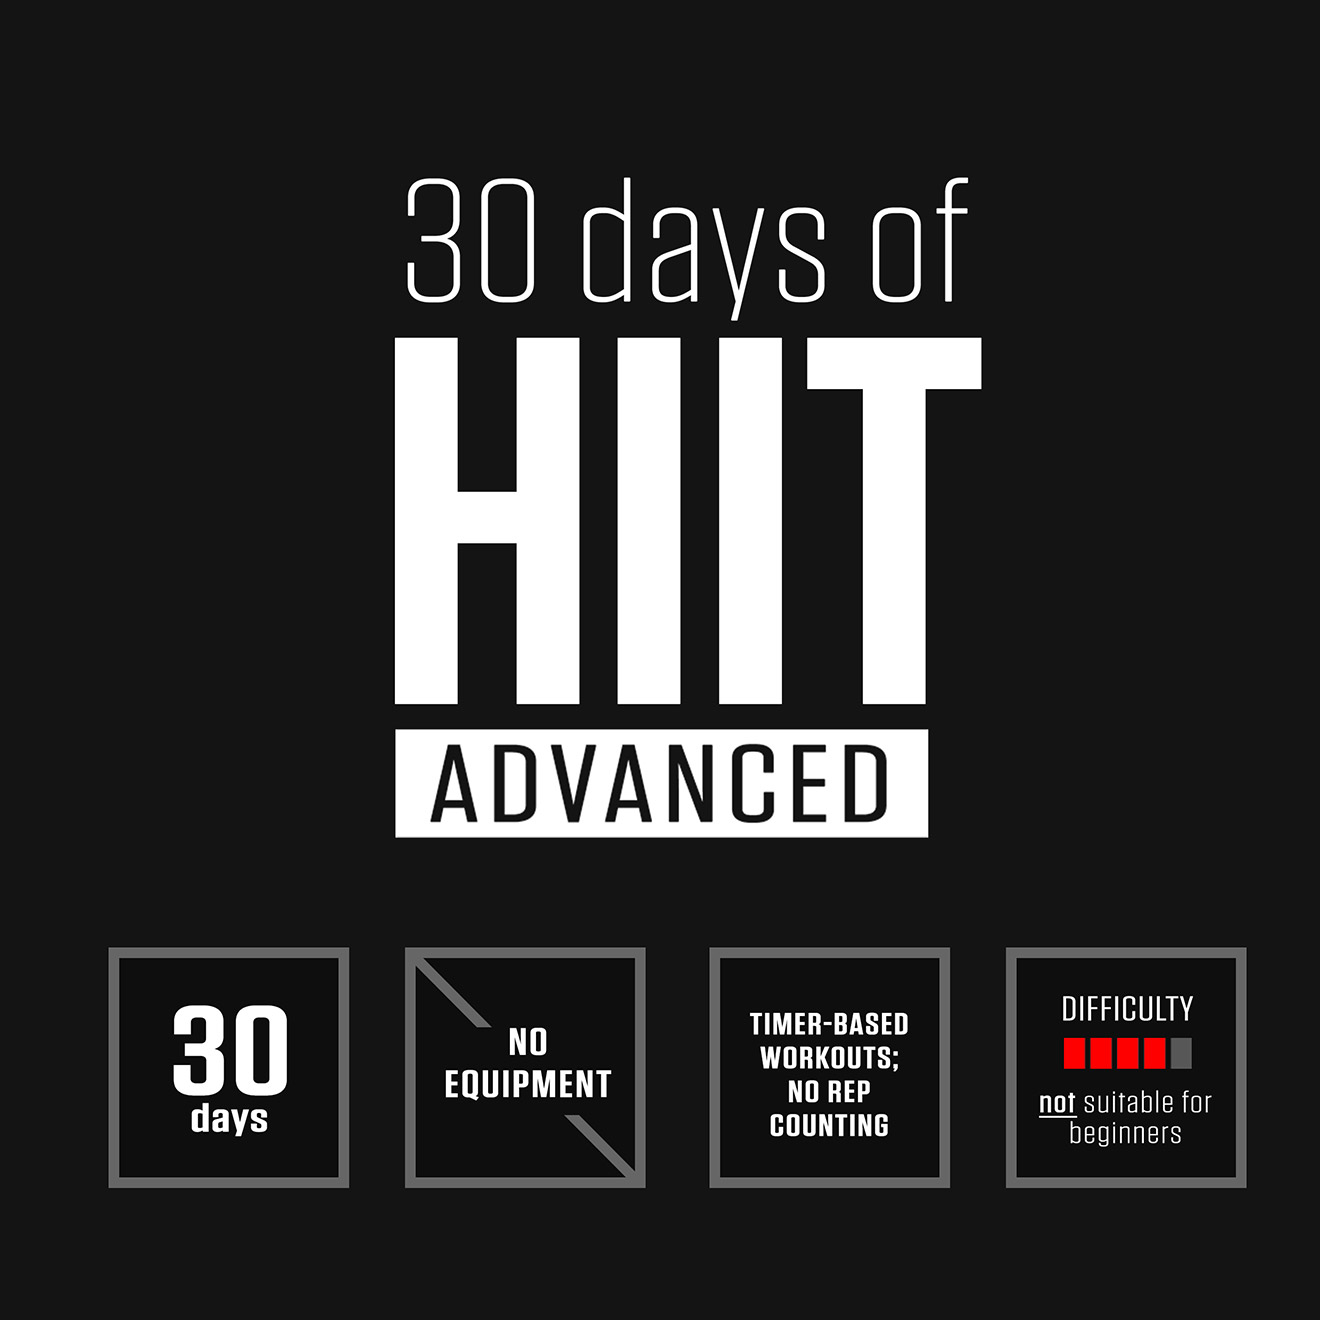 30 days of
HIIT
ADVANCED
30
days
NO
EQUIPMENT
TIMER-BASED
WORKOUTS;
NO REP
COUNTING
DIFFICULTY
not suitable for
beginners